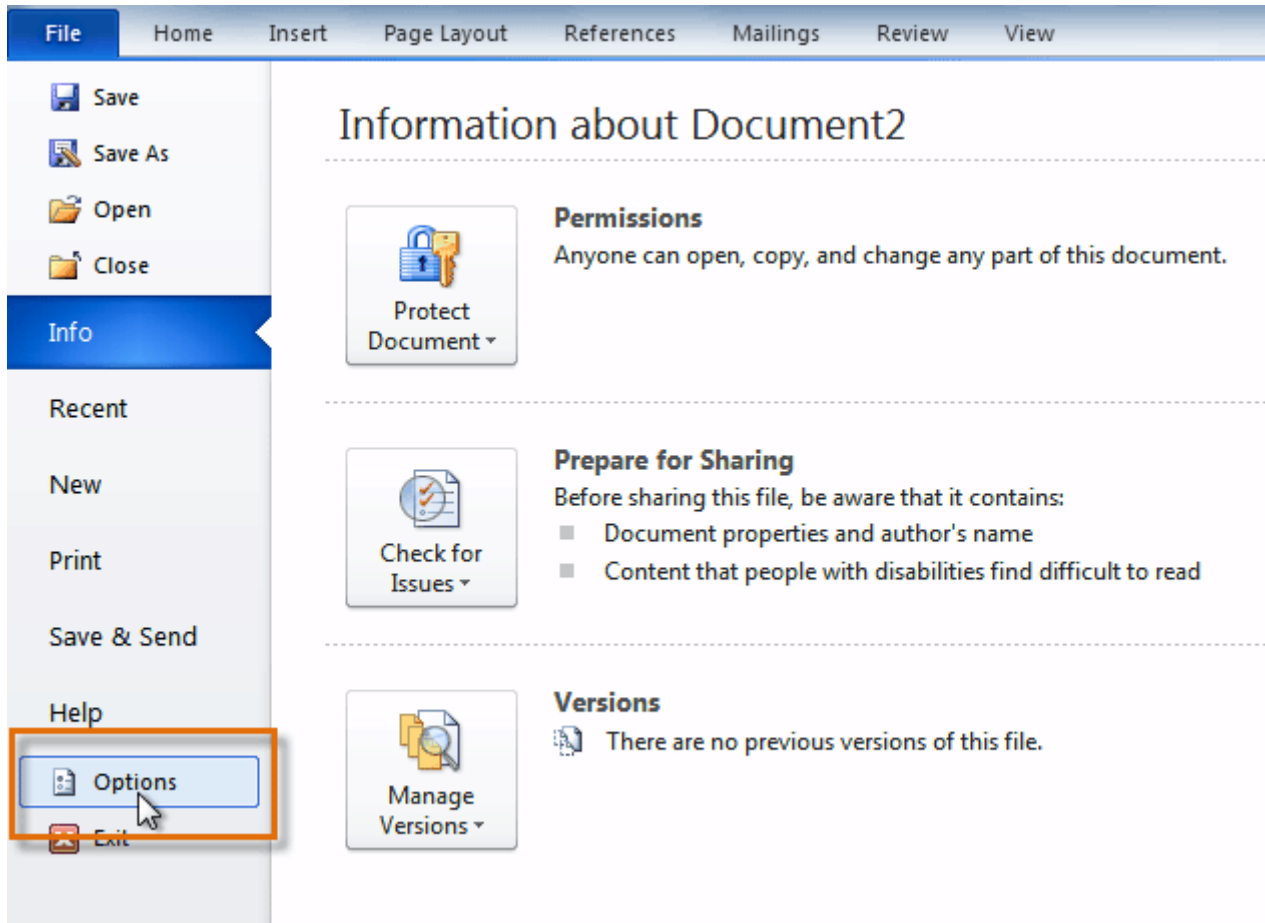 File Home Insert Page Layout References Mailings Review View
Save
Save As
Open
Close
Info
Recent
New
Print
Save & Send
Help
Options
Exit
Information about Document2
Protect
Document
Permissions
Anyone can open, copy, and change any part of this document.
Check for
Issues
Prepare for Sharing
Before sharing this file, be aware that it contains:
Document properties and author's name
Content that people with disabilities find difficult to read
Manage
Versions
Versions
There are no previous versions of this file.